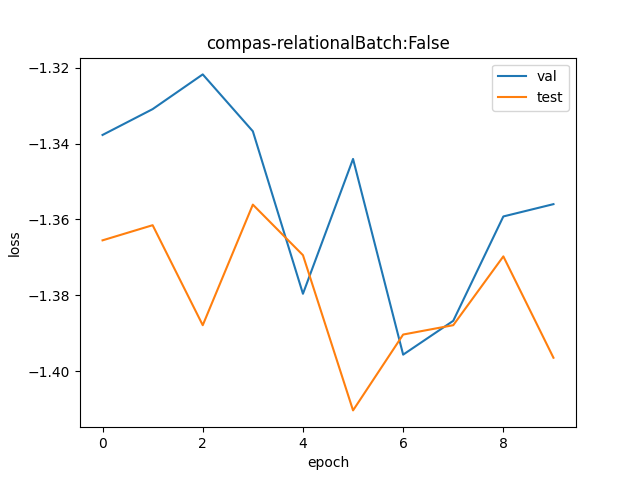 compas-relationalBatch:False
val
test
loss
−1.32
−1.34
−1.36
−1.38
−1.40
0 2 4 6 8
epoch